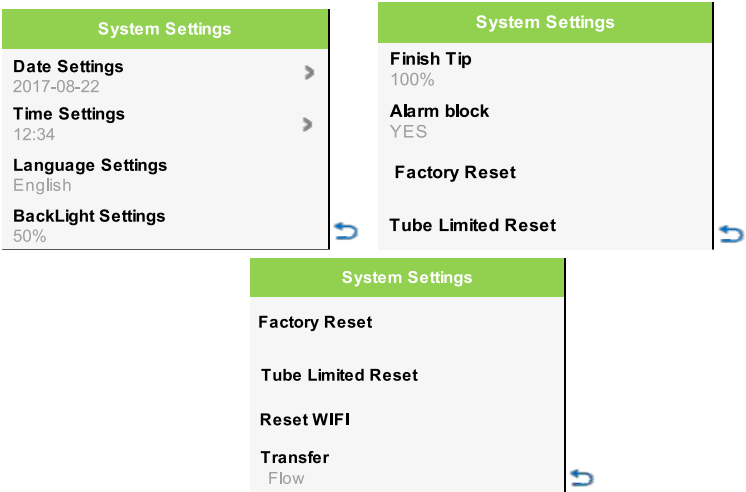 System Settings
Date Settings
2017-08-22
Time Settings
12:34
Language Settings
English
BackLight Settings
50%
System Settings
Finish Tip
100%
Alarm block
YES
Factory Reset
Tube Limited Reset
System Settings
Factory Reset
Tube Limited Reset
Reset WIFI
Transfer
Flow